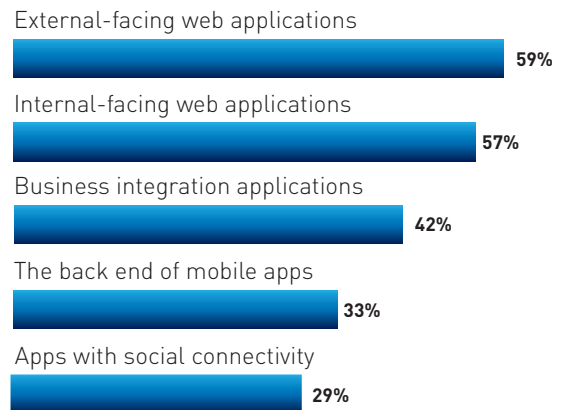 External-facing web applications
59%
Internal-facing web applications
57%
Business integration applications
42%
The back end of mobile apps
33%
Apps with social connectivity
29%